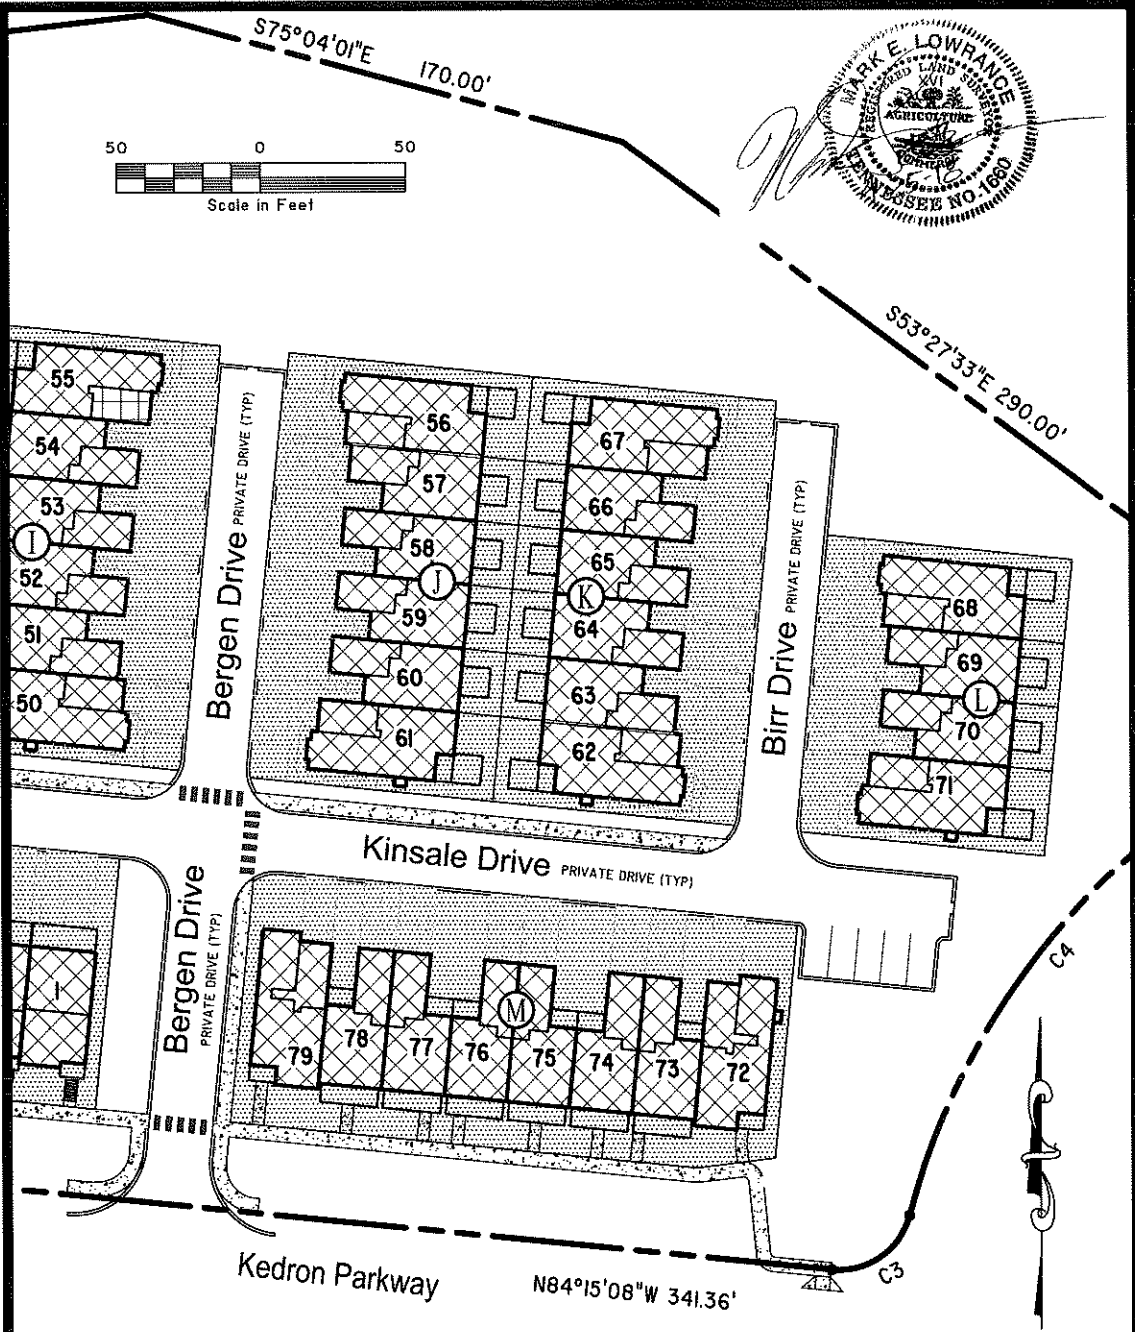 S75°04'01"E 170.00'
MARK E. LOWRANCE
REGISTERED LAND SURVEYOR
XVI
AGRICULTURE
COMMERCE
TENNESSEE NO. 1660
50 0 50
Scale in Feet
S53°27'33"E 290.00'
55
54
53
I
52
51
50
Bergen Drive PRIVATE DRIVE (TYP)
56
57
58
J
59
60
61
67
66
65
K
64
63
62
Birr Drive PRIVATE DRIVE (TYP)
68
69
L
70
71
Kinsale Drive PRIVATE DRIVE (TYP)
Bergen Drive
PRIVATE DRIVE (TYP)
1
M
79 78 77 76 75 74 73 72
C4
C3
Kedron Parkway
N84°15'08"W 341.36'